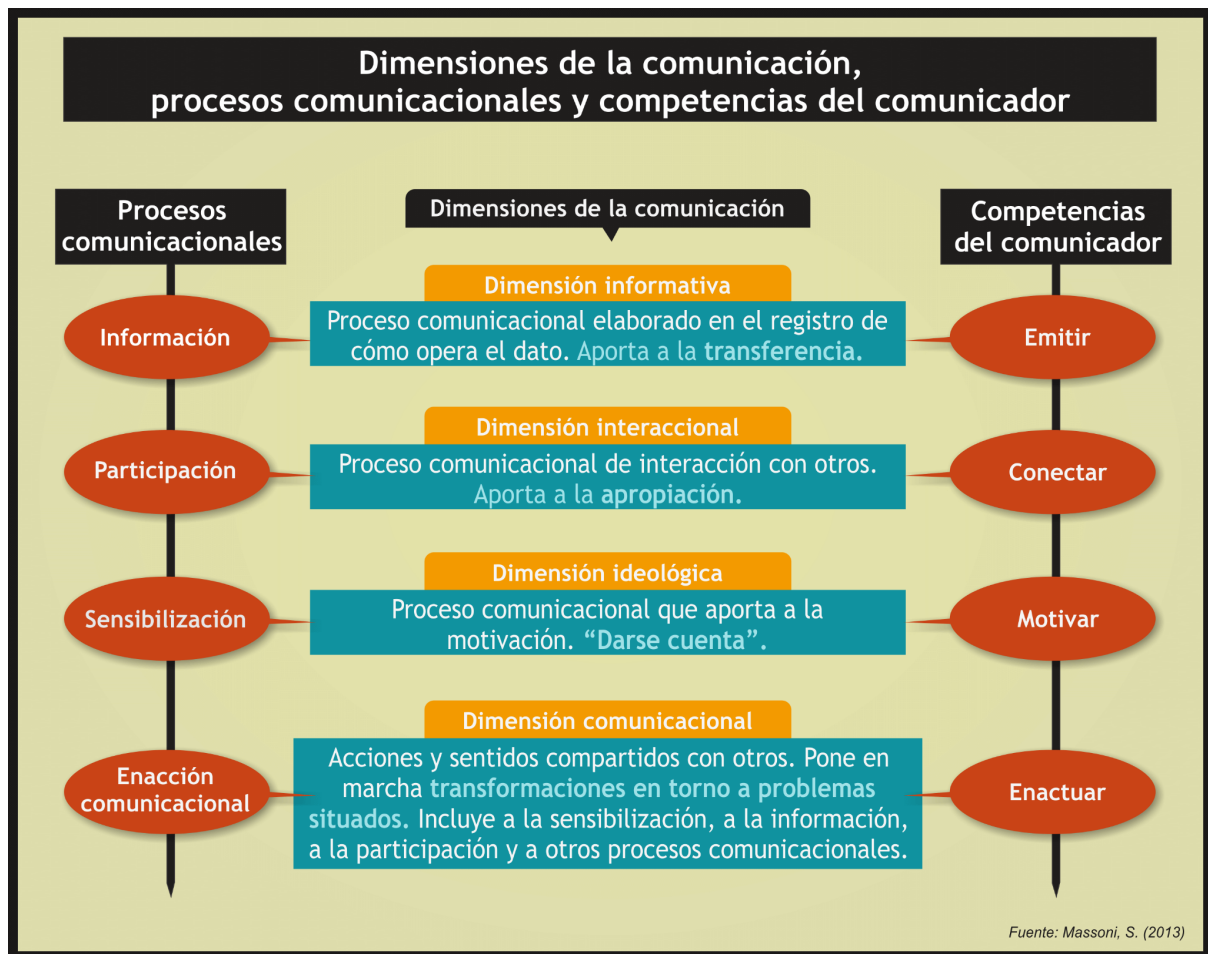 Dimensiones de la comunicación,
procesos comunicacionales y competencias del comunicador
Procesos
comunicacionales
Dimensiones de la comunicación
Competencias
del comunicador
Dimensión informativa
Información
Proceso comunicacional elaborado en el registro de
cómo opera el dato. Aporta a la transferencia.
Emitir
Dimensión interaccional
Participación
Proceso comunicacional de interacción con otros.
Aporta a la apropiación.
Conectar
Dimensión ideológica
Sensibilización
Proceso comunicacional que aporta a la
motivación. “Darse cuenta”.
Motivar
Dimensión comunicacional
Enacción
comunicacional
Acciones y sentidos compartidos con otros. Pone en
marcha transformaciones en torno a problemas
situados. Incluye a la sensibilización, a la información,
a la participación y a otros procesos comunicacionales.
Enactuar
Fuente: Massoni, S. (2013)